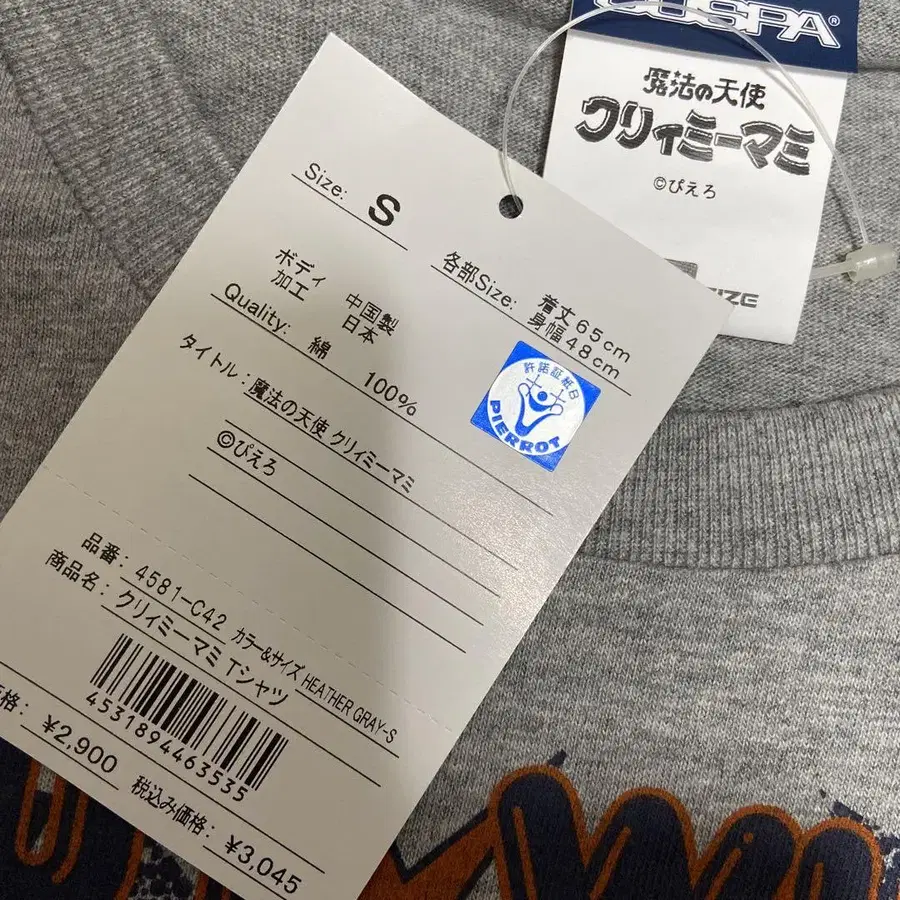 COSPA®
魔法の天使
クリィミーマミ
©ぴえろ
Size: S
各部Size: 着丈65cm
身幅48cm
ボディ 中国製
加工 日本
Quality: 綿 100%
許諾証紙B
PIERROT
タイトル:魔法の天使 クリィミーマミ
©ぴえろ
品番: 4581-C42 カラー&サイズ HEATHER GRAY-S
商品名: クリィミーマミ Tシャツ
4531894463535
価格: ¥2,900 税込み価格: ¥3,045